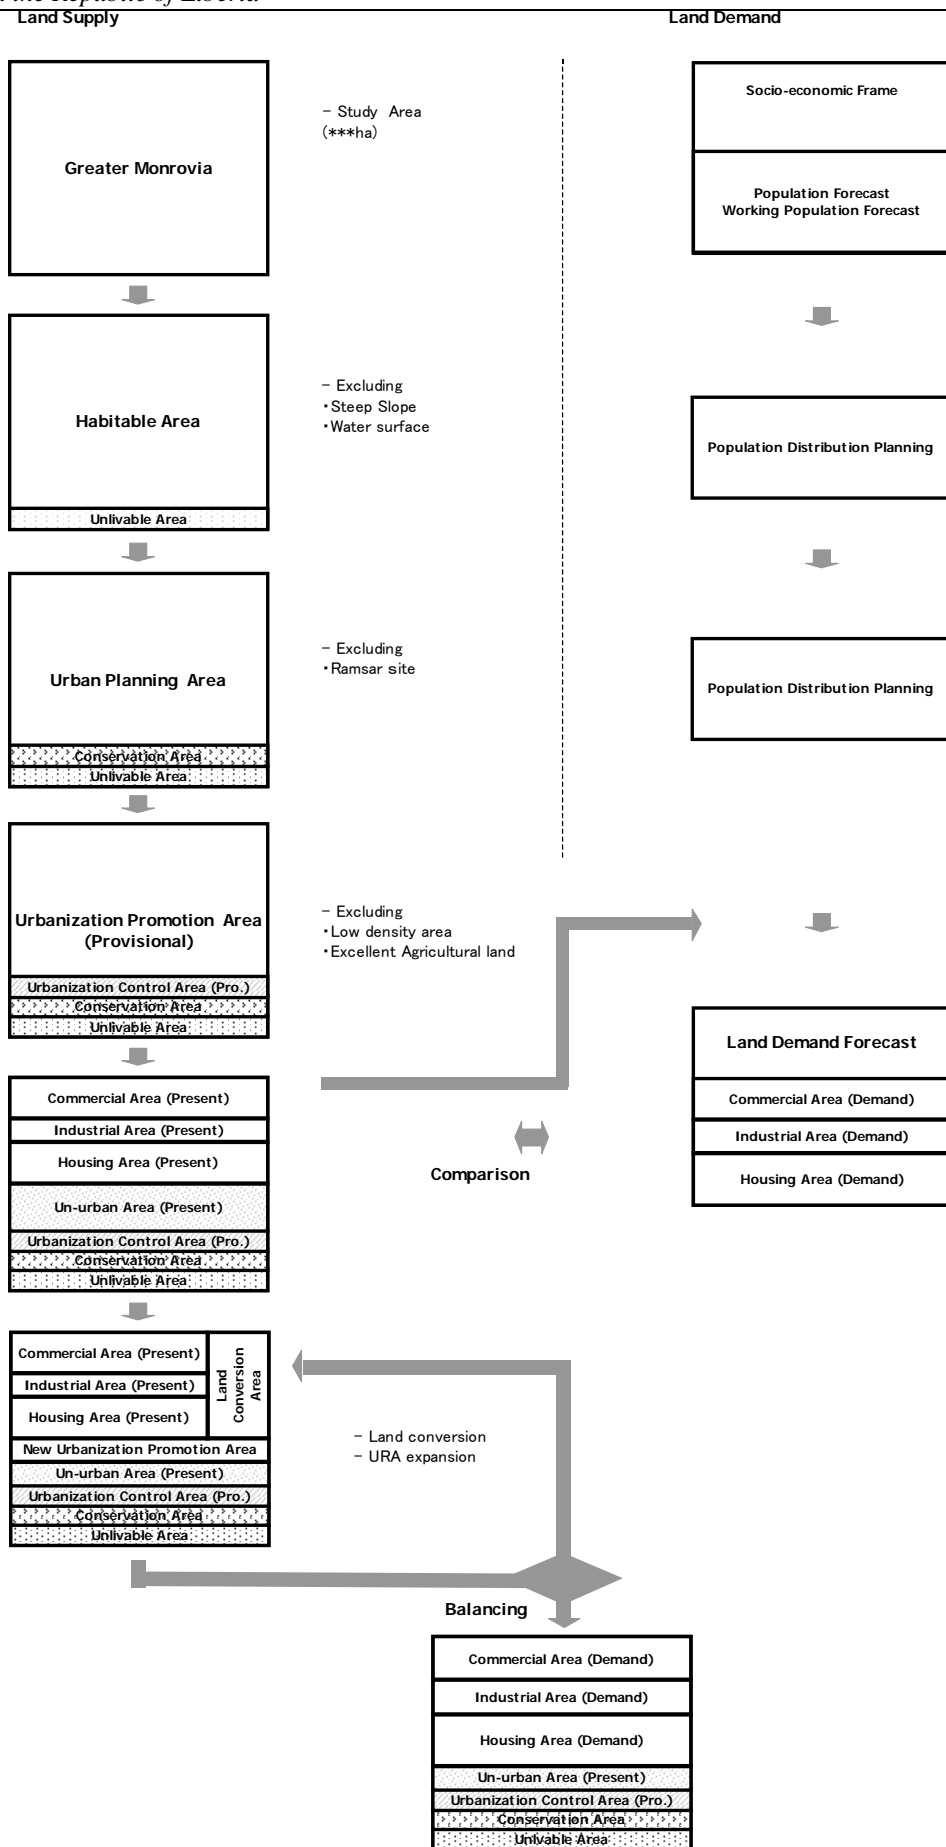 the Republic of Liberia
Land Supply
Land Demand
Greater Monrovia
- Study Area
(***ha)
Socio-economic Frame
Population Forecast
Working Population Forecast
Habitable Area
Unlivable Area
- Excluding
・Steep Slope
・Water surface
Population Distribution Planning
Urban Planning Area
Conservation Area
Unlivable Area
- Excluding
・Ramsar site
Population Distribution Planning
Urbanization Promotion Area
(Provisional)
Urbanization Control Area (Pro.)
Conservation Area
Unlivable Area
- Excluding
・Low density area
・Excellent Agricultural land
Commercial Area (Present)
Industrial Area (Present)
Housing Area (Present)
Un-urban Area (Present)
Urbanization Control Area (Pro.)
Conservation Area
Unlivable Area
Comparison
Land Demand Forecast
Commercial Area (Demand)
Industrial Area (Demand)
Housing Area (Demand)
Commercial Area (Present)
Industrial Area (Present)
Housing Area (Present)
Land
Conversion
Area
New Urbanization Promotion Area
Un-urban Area (Present)
Urbanization Control Area (Pro.)
Conservation Area
Unlivable Area
- Land conversion
- URA expansion
Balancing
Commercial Area (Demand)
Industrial Area (Demand)
Housing Area (Demand)
Un-urban Area (Present)
Urbanization Control Area (Pro.)
Conservation Area
Unlivable Area